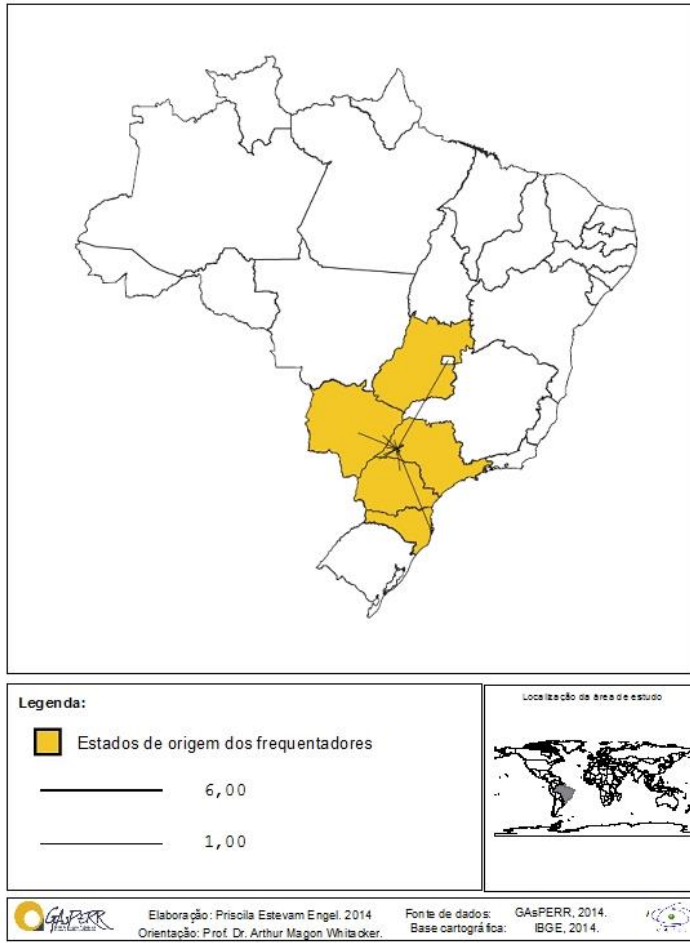 Legenda:
Estados de origem dos frequentadores
6,00
1,00
Localização da área de estudo
GAsPERR
Elaboração: Priscila Estevam Engel. 2014
Orientação: Prof. Dr. Arthur Magon Whitacker.
Fonte de dados: GAsPERR, 2014.
Base cartográfica: IBGE, 2014.